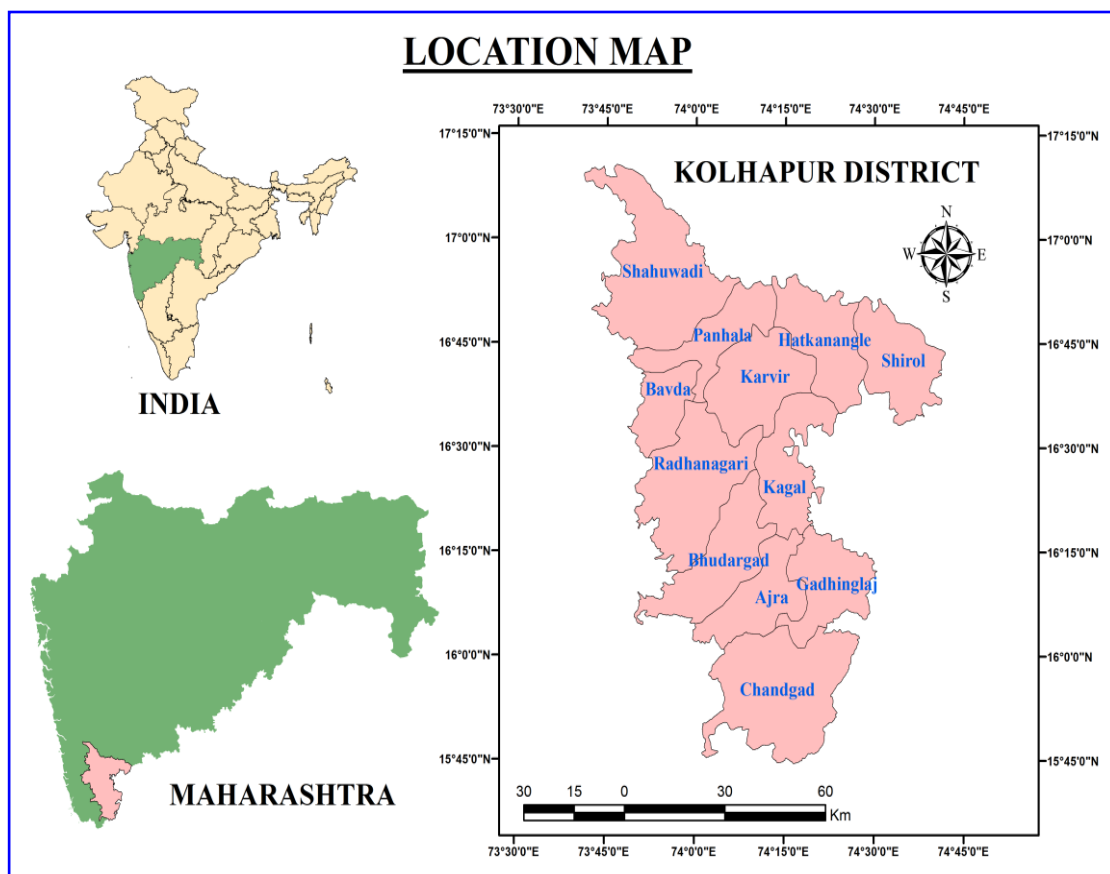 LOCATION MAP
73°30'0"E 73°45'0"E 74°0'0"E 74°15'0"E 74°30'0"E 74°45'0"E
17°15'0"N 17°15'0"N
KOLHAPUR DISTRICT
N
W E
S
17°0'0"N 17°0'0"N
Shahuwadi
Panhala
Hatkanangle
16°45'0"N 16°45'0"N
Shirol
Karvir
Bavda
INDIA
16°30'0"N 16°30'0"N
Radhanagari
Kagal
16°15'0"N 16°15'0"N
Bhudargad
Gadhinglaj
Ajra
16°0'0"N 16°0'0"N
Chandgad
15°45'0"N 15°45'0"N
MAHARASHTRA
30 15 0 30 60
Km
73°30'0"E 73°45'0"E 74°0'0"E 74°15'0"E 74°30'0"E 74°45'0"E